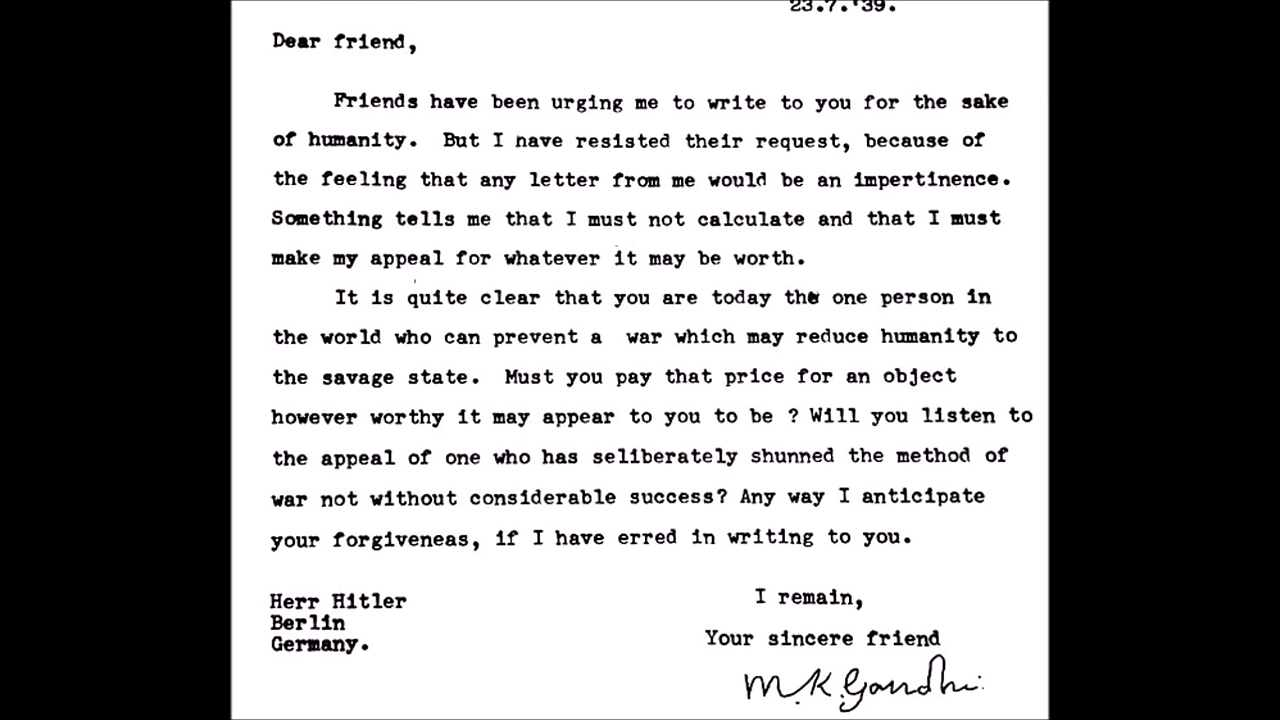 23.7.'39.
Dear friend,
Friends have been urging me to write to you for the sake
of humanity. But I nave resisted their request, because of
the feeling that any letter from me would be an impertinence.
Something tells me that I must not calculate and that I must
make my appeal for whatever it may be worth.
It is quite clear that you are today the one person in
the world who can prevent a war which may reduce humanity to
the savage state. Must you pay that price for an object
however worthy it may appear to you to be ? Will you listen to
the appeal of one who has seliberately shunned the method of
war not without considerable success? Any way I anticipate
your forgiveneas, if I have erred in writing to you.
Herr Hitler
Berlin
Germany.
I remain,
Your sincere friend
M.K.Gandhi